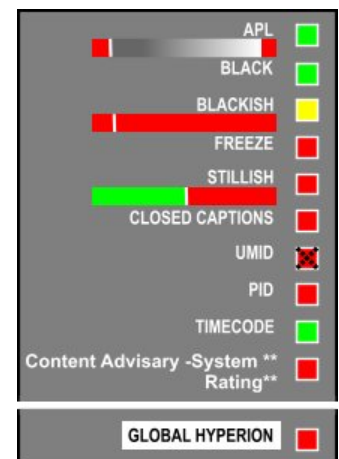 APL
BLACK
BLACKISH
FREEZE
STILLISH
CLOSED CAPTIONS
UMID
PID
TIMECODE
Content Advisary -System **
Rating**
GLOBAL HYPERION